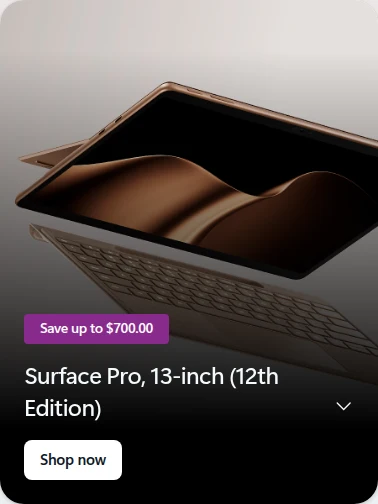 Save up to $700.00
Surface Pro, 13-inch (12th
Edition)
Shop now